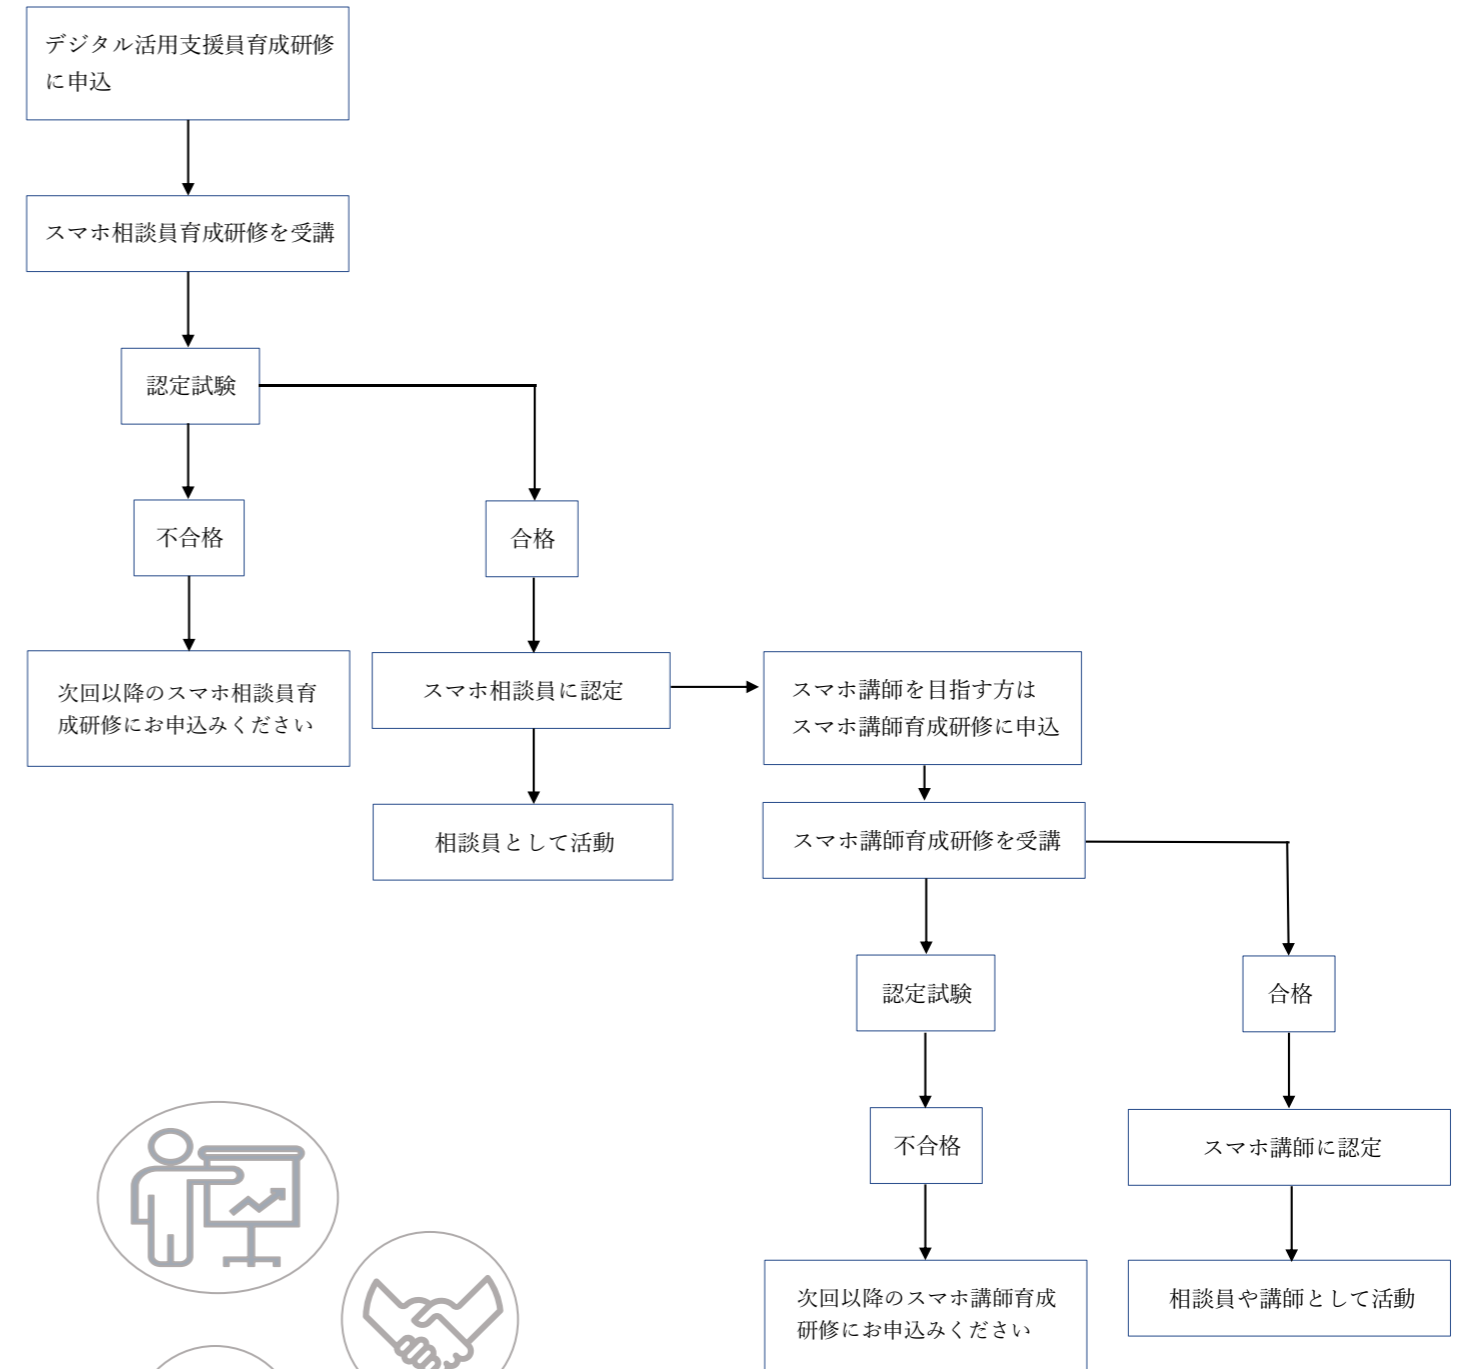 デジタル活用支援員育成研修
に申込
スマホ相談員育成研修を受講
認定試験
不合格
合格
次回以降のスマホ相談員育
成研修にお申込みください
スマホ相談員に認定
スマホ講師を目指す方は
スマホ講師育成研修に申込
相談員として活動
スマホ講師育成研修を受講
認定試験
合格
不合格
スマホ講師に認定
次回以降のスマホ講師育成
研修にお申込みください
相談員や講師として活動